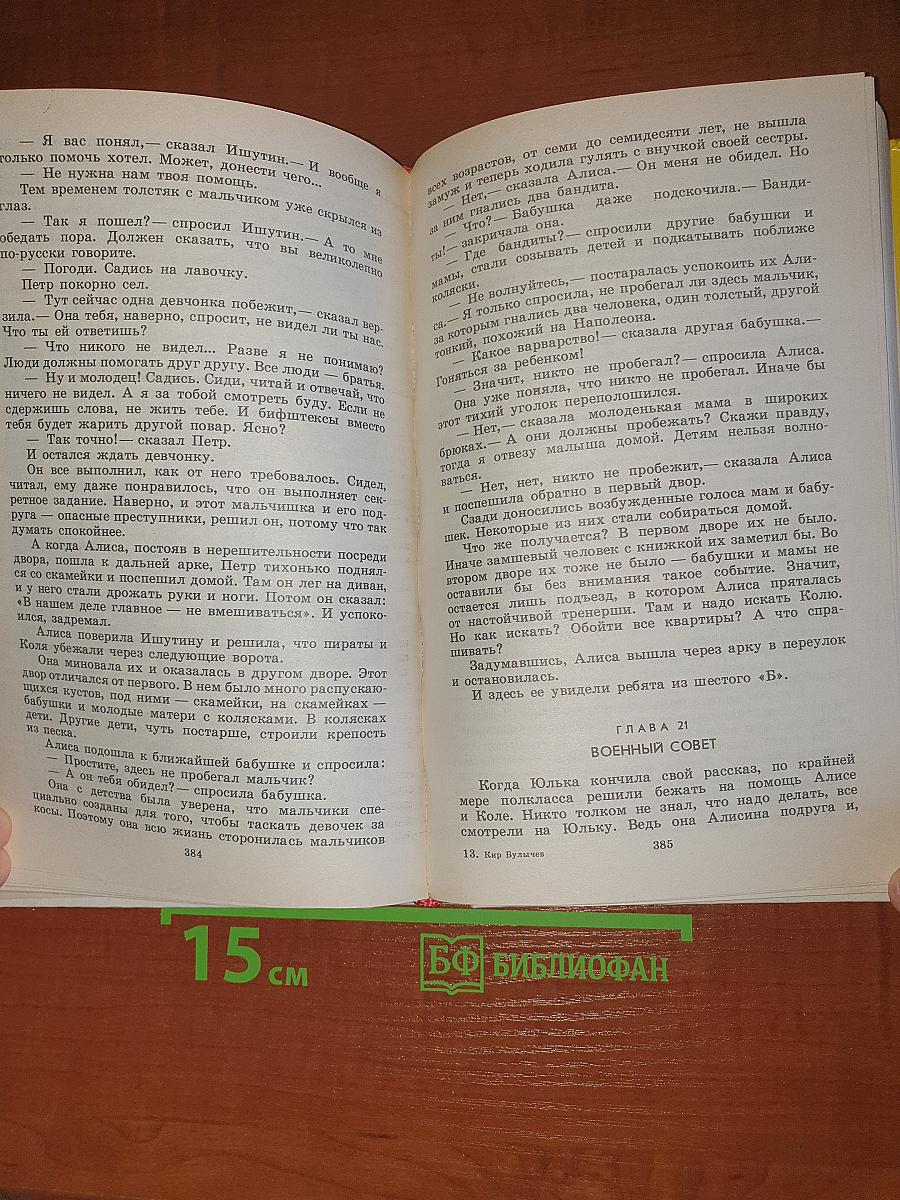 — Я вас понял,— сказал Ишутин.— И вообще я
только помочь хотел. Может, донести чего...
— Не нужна нам твоя помощь.
Тем временем толстяк с мальчиком уже скрылся из
глаз.
— Так я пошел?— спросил Ишутин.— А то мне
обедать пора. Должен сказать, что вы великолепно
по-русски говорите.
— Погоди. Садись на лавочку.
Петр покорно сел.
— Тут сейчас одна девчонка побежит,— сказал вер-
зила.— Она тебя, наверно, спросит, не видел ли ты нас.
Что ты ей ответишь?
— Что никого не видел... Разве я не понимаю?
Люди должны помогать друг другу. Все люди — братья.
— Ну и молодец! Садись. Сиди, читай и отвечай, что
ничего не видел. А я за тобой смотреть буду. Если не
сдержишь слова, не жить тебе. И бифштексы вместо
тебя будет жарить другой повар. Ясно?
— Так точно!— сказал Петр.
И остался ждать девчонку.
Он все выполнил, как от него требовалось. Сидел,
читал, ему даже понравилось, что он выполняет сек-
ретное задание. Наверно, и этот мальчишка и его под-
руга — опасные преступники, решил он, потому что так
думать спокойнее.
А когда Алиса, постояв в нерешительности посреди
двора, пошла к дальней арке, Петр тихонько поднял-
ся со скамейки и поспешил домой. Там он лег на диван,
и у него стали дрожать руки и ноги. Потом он сказал:
«В нашем деле главное — не вмешиваться». И успоко-
ился, задремал.
Алиса поверила Ишутину и решила, что пираты и
Коля убежали через следующие ворота.
Она миновала их и оказалась в другом дворе. Этот
двор отличался от первого. В нем было много распускаю-
щихся кустов, под ними — скамейки, на скамейках —
бабушки и молодые матери с колясками. В колясках
дети. Другие дети, чуть постарше, строили крепость
из песка.
Алиса подошла к ближайшей бабушке и спросила:
— Простите, здесь не пробегал мальчик?
— А он тебя обидел?— спросила бабушка.
Она с детства была уверена, что мальчики спе-
циально созданы для того, чтобы таскать девочек за
косы. Поэтому она всю жизнь сторонилась мальчиков
384
всех возрастов, от семи до семидесяти лет, не вышла
замуж и теперь ходила гулять с внучкой своей сестры.
— Нет,— сказала Алиса.— Он меня не обидел. Но
за ним гнались два бандита.
— Что?— Бабушка даже подскочила.— Банди-
ты!— закричала она.
— Где бандиты?— спросили другие бабушки и
мамы, стали созывать детей и подкатывать поближе
коляски.
— Не волнуйтесь,— постаралась успокоить их Али-
са.— Я только спросила, не пробегал ли здесь мальчик,
за которым гнались два человека, один толстый, другой
тонкий, похожий на Наполеона.
— Какое варварство!— сказала другая бабушка.—
Гоняться за ребенком!
— Значит, никто не пробегал?— спросила Алиса.
Она уже поняла, что никто не пробегал. Иначе бы
этот тихий уголок переполошился.
— Нет,— сказала молоденькая мама в широких
брюках.— А они должны пробежать? Скажи правду,
тогда я отвезу малыша домой. Детям нельзя волно-
ваться.
— Нет, нет, никто не пробежит,— сказала Алиса
и поспешила обратно в первый двор.
Сзади доносились возбужденные голоса мам и бабу-
шек. Некоторые из них стали собираться домой.
Что же получается? В первом дворе их не было.
Иначе замшевый человек с книжкой их заметил бы. Во
втором дворе их тоже не было — бабушки и мамы не
оставили бы без внимания такое событие. Значит,
остается лишь подъезд, в котором Алиса пряталась
от настойчивой тренерши. Там и надо искать Колю.
Но как искать? Обойти все квартиры? А что спра-
шивать?
Задумавшись, Алиса вышла через арку в переулок
и остановилась.
И здесь ее увидели ребята из шестого «Б».
ГЛАВА 21
ВОЕННЫЙ СОВЕТ
Когда Юлька кончила свой рассказ, по крайней
мере полкласса решили бежать на помощь Алисе
и Коле. Никто толком не знал, что надо делать, все
смотрели на Юльку. Ведь она Алисина подруга и,
13. Кир Булычев
385
15 см
БФ БИБЛИОФАН